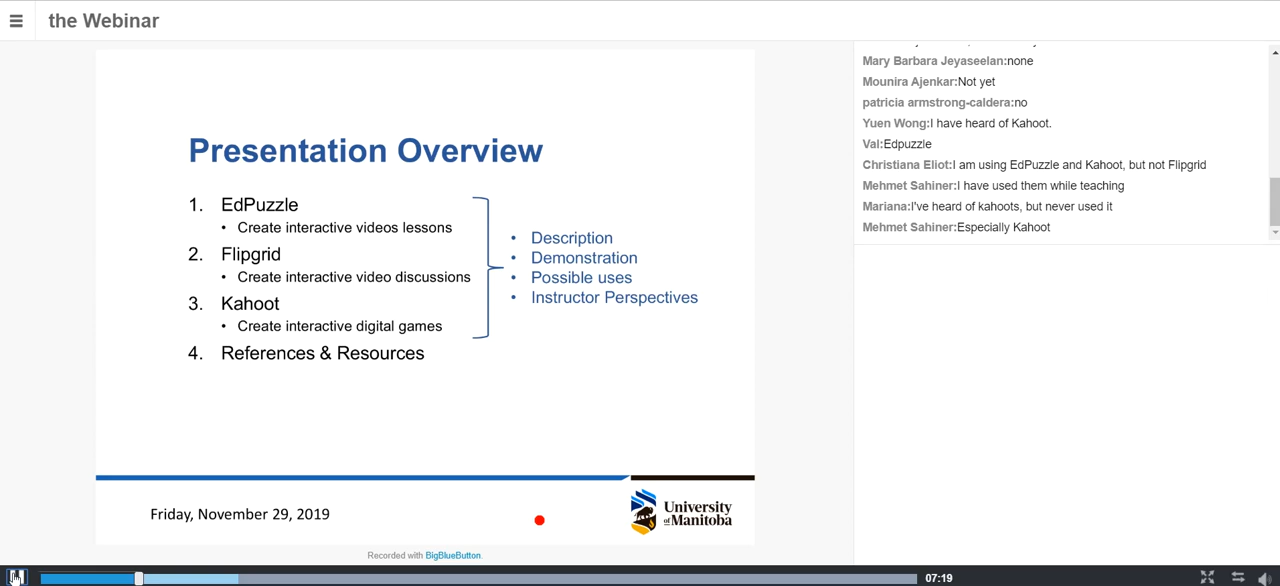 the Webinar
Presentation Overview
1. EdPuzzle
• Create interactive videos lessons
2. Flipgrid
• Create interactive video discussions
3. Kahoot
• Create interactive digital games
4. References & Resources
• Description
• Demonstration
• Possible uses
• Instructor Perspectives
Friday, November 29, 2019
University
of Manitoba
Recorded with BigBlueButton.
Mary Barbara Jeyaseelan:none
Mounira Ajenkar:Not yet
patricia armstrong-caldera:no
Yuen Wong:I have heard of Kahoot.
Val:Edpuzzle
Christiana Eliot:I am using EdPuzzle and Kahoot, but not Flipgrid
Mehmet Sahiner:I have used them while teaching
Mariana:I've heard of kahoots, but never used it
Mehmet Sahiner:Especially Kahoot
07:19